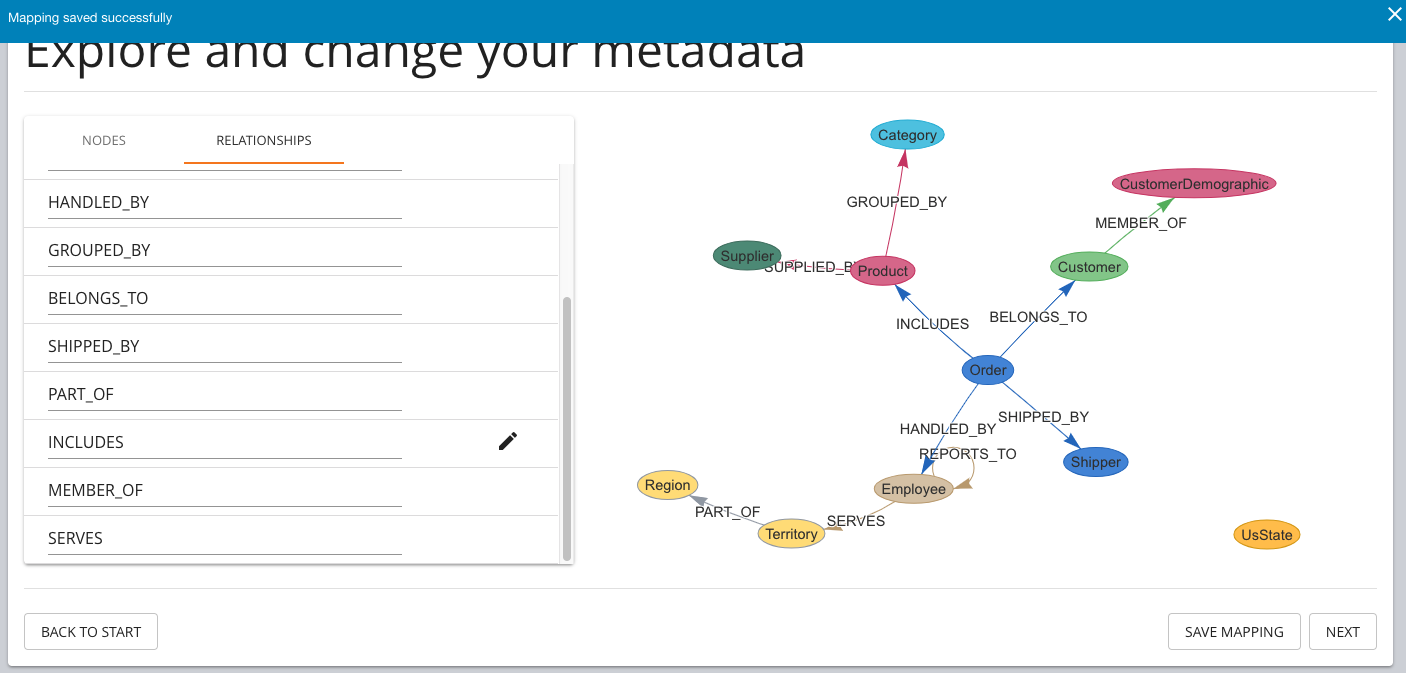 Mapping saved successfully
Explore and change your metadata
NODES
RELATIONSHIPS
HANDLED_BY
GROUPED_BY
BELONGS_TO
SHIPPED_BY
PART_OF
INCLUDES
MEMBER_OF
SERVES
Category
CustomerDemographic
GROUPED_BY
MEMBER_OF
Supplier
SUPPLIED_BY
Product
Customer
INCLUDES
BELONGS_TO
Order
HANDLED_BY
SHIPPED_BY
REPORTS_TO
Shipper
Region
Employee
PART_OF
SERVES
Territory
UsState
BACK TO START
SAVE MAPPING
NEXT